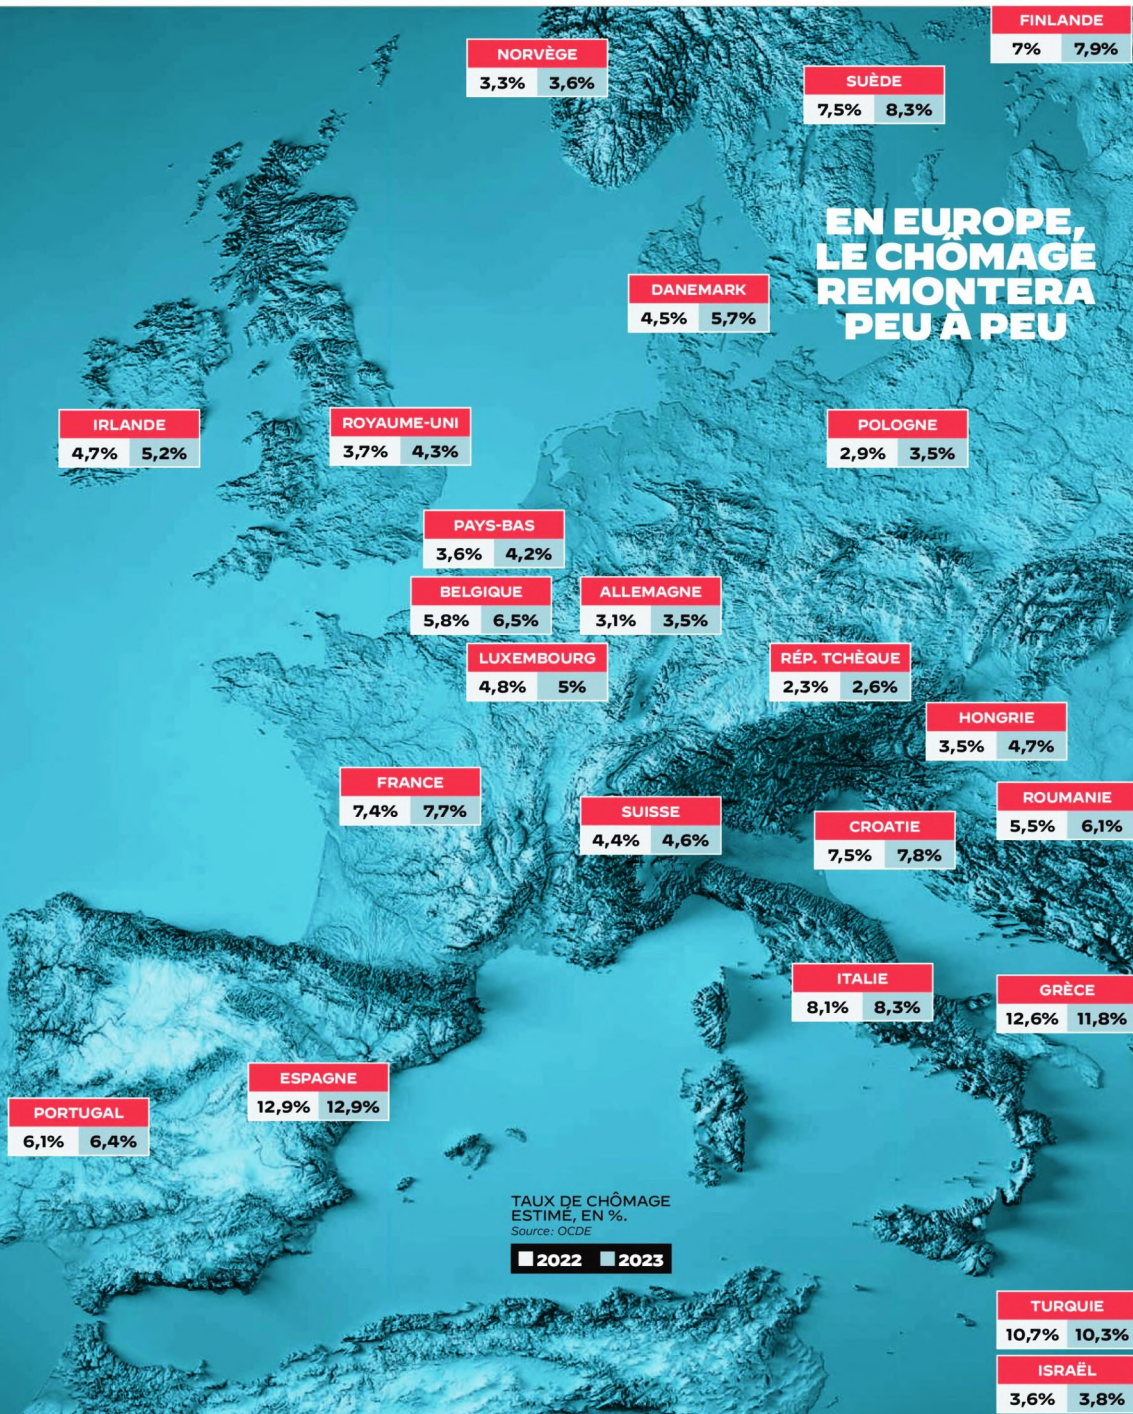 FINLANDE
7% 7,9%
NORVÈGE
3,3% 3,6%
SUÈDE
7,5% 8,3%
EN EUROPE,
LE CHÔMAGE
REMONTERA
PEU À PEU
DANEMARK
4,5% 5,7%
IRLANDE
4,7% 5,2%
ROYAUME-UNI
3,7% 4,3%
POLOGNE
2,9% 3,5%
PAYS-BAS
3,6% 4,2%
BELGIQUE
5,8% 6,5%
ALLEMAGNE
3,1% 3,5%
LUXEMBOURG
4,8% 5%
RÉP. TCHÈQUE
2,3% 2,6%
HONGRIE
3,5% 4,7%
FRANCE
7,4% 7,7%
SUISSE
4,4% 4,6%
CROATIE
7,5% 7,8%
ROUMANIE
5,5% 6,1%
ITALIE
8,1% 8,3%
GRÈCE
12,6% 11,8%
ESPAGNE
12,9% 12,9%
PORTUGAL
6,1% 6,4%
TAUX DE CHÔMAGE
ESTIMÉ, EN %.
Source: OCDE
2022 2023
TURQUIE
10,7% 10,3%
ISRAËL
3,6% 3,8%